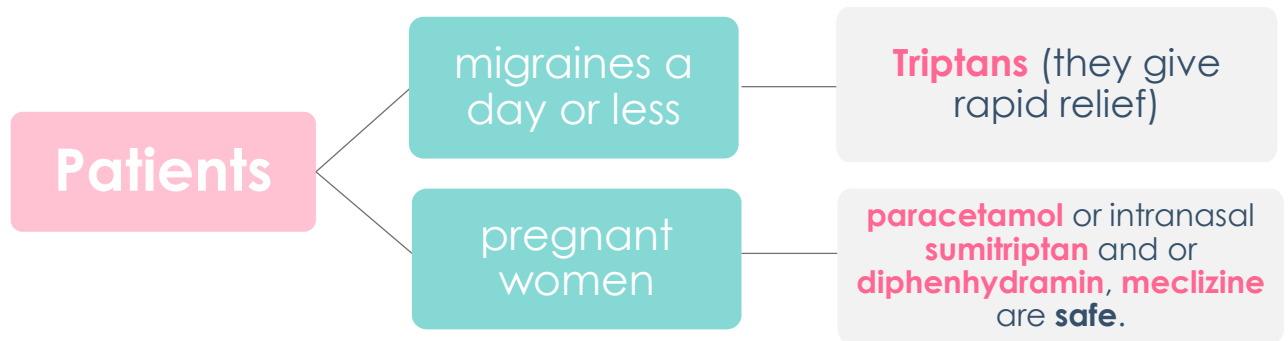 Patients
migraines a
day or less
Triptans (they give
rapid relief)
pregnant
women
paracetamol or intranasal
sumitriptan and or
diphenhydramin, meclizine
are safe.